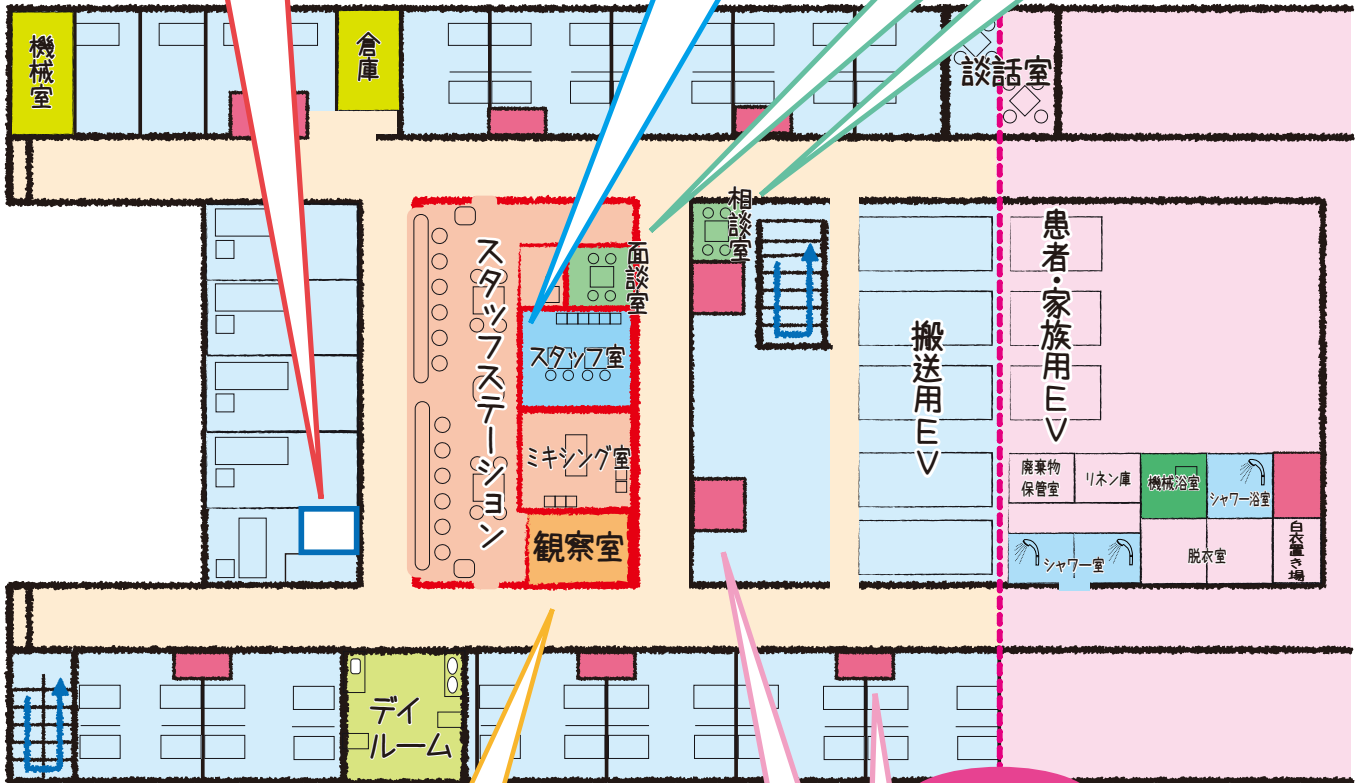 機械室
倉庫
談話室
相談室
面談室
スタッフステーション
スタッフ室
ミキシング室
観察室
搬送用EV
患者・家族用EV
廃棄物
保管室
リネン庫
機械浴室
シャワー浴室
シャワー室
脱衣室
白衣置き場
デイ
ルーム